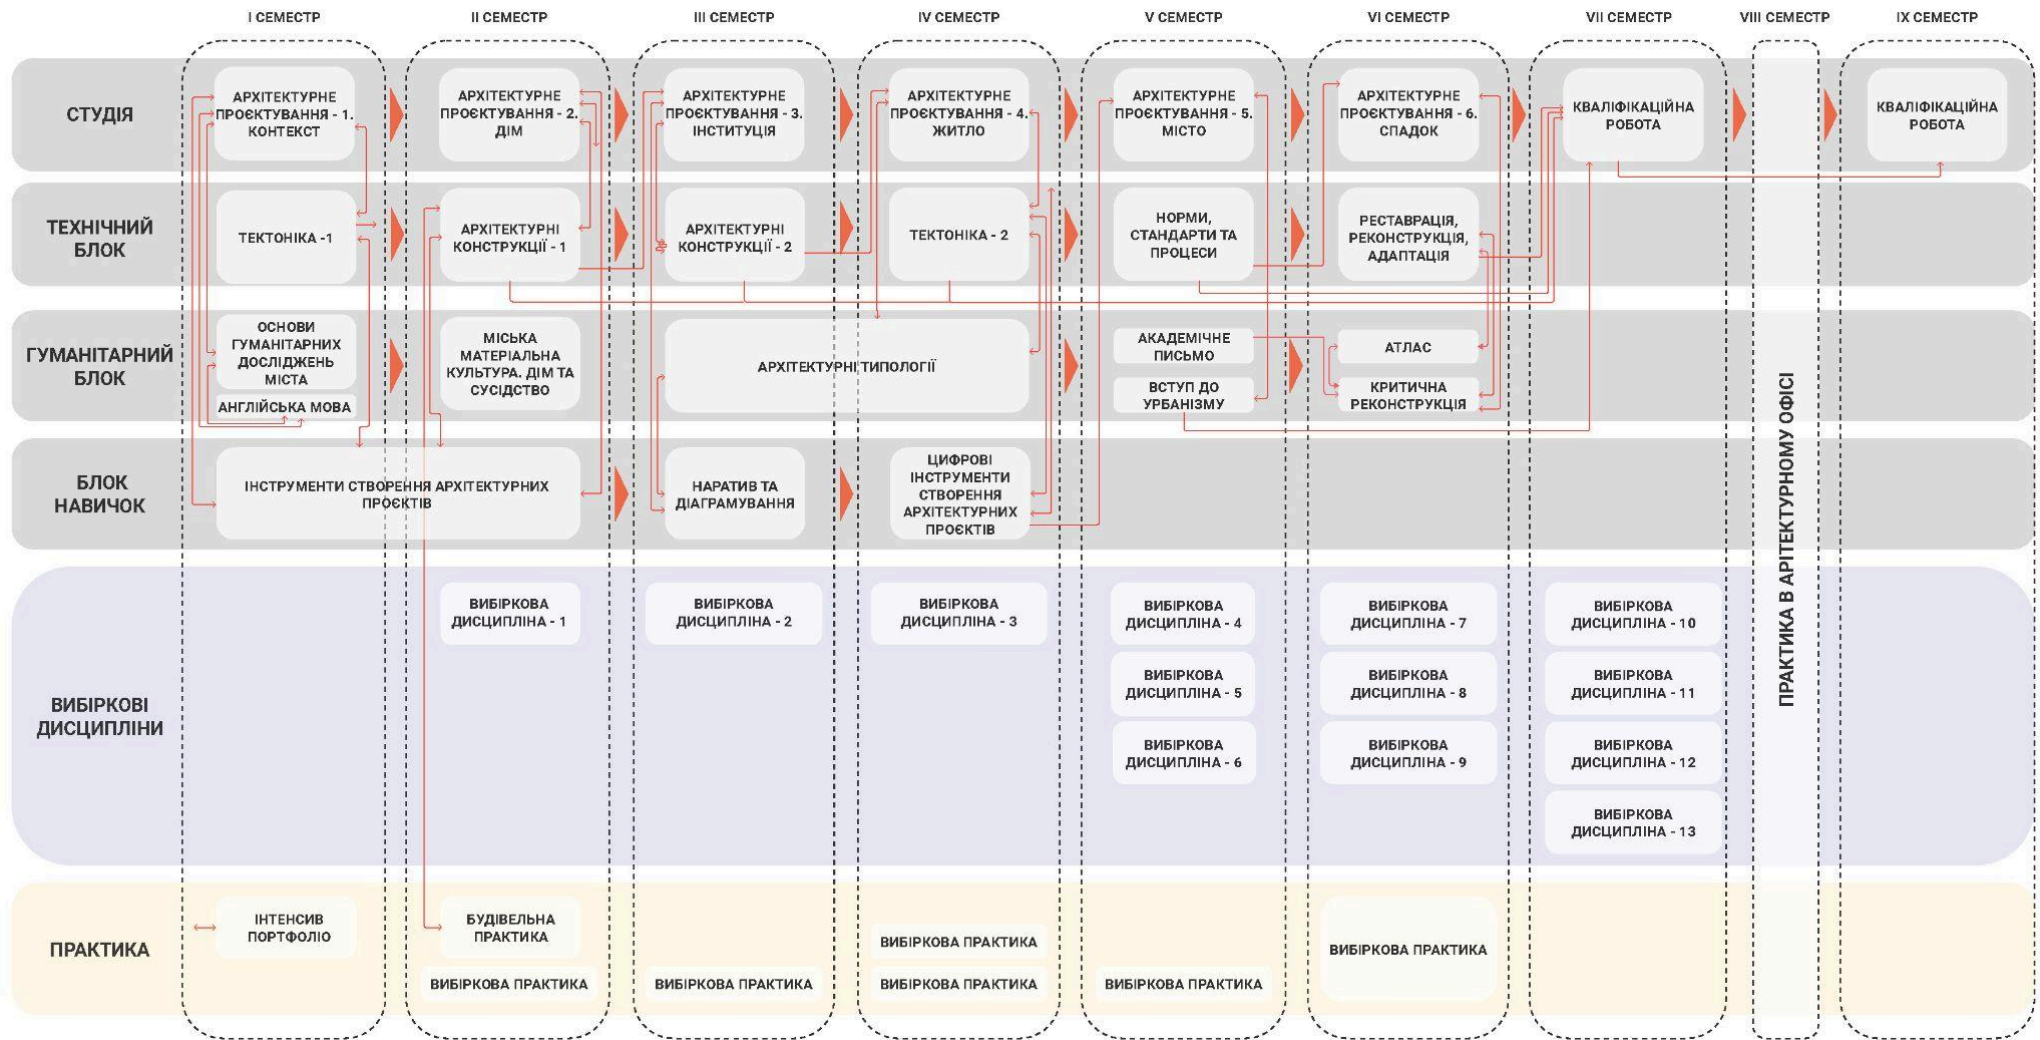 I СЕМЕСТР
II СЕМЕСТР
III СЕМЕСТР
IV СЕМЕСТР
V СЕМЕСТР
VI СЕМЕСТР
VII СЕМЕСТР
VIII СЕМЕСТР
IX СЕМЕСТР
СТУДІЯ
АРХІТЕКТУРНЕ
ПРОЄКТУВАННЯ - 1.
КОНТЕКСТ
АРХІТЕКТУРНЕ
ПРОЄКТУВАННЯ - 2.
ДІМ
АРХІТЕКТУРНЕ
ПРОЄКТУВАННЯ - 3.
ІНСТИТУЦІЯ
АРХІТЕКТУРНЕ
ПРОЄКТУВАННЯ - 4.
ЖИТЛО
АРХІТЕКТУРНЕ
ПРОЄКТУВАННЯ - 5.
МІСТО
АРХІТЕКТУРНЕ
ПРОЄКТУВАННЯ - 6.
СПАДОК
КВАЛІФІКАЦІЙНА
РОБОТА
КВАЛІФІКАЦІЙНА
РОБОТА
ТЕХНІЧНИЙ
БЛОК
ТЕКТОНІКА -1
АРХІТЕКТУРНІ
КОНСТРУКЦІЇ - 1
АРХІТЕКТУРНІ
КОНСТРУКЦІЇ - 2
ТЕКТОНІКА - 2
НОРМИ,
СТАНДАРТИ ТА
ПРОЦЕСИ
РЕСТАВРАЦІЯ,
РЕКОНСТРУКЦІЯ,
АДАПТАЦІЯ
ГУМАНІТАРНИЙ
БЛОК
ОСНОВИ
ГУМАНІТАРНИХ
ДОСЛІДЖЕНЬ
МІСТА
АНГЛІЙСЬКА МОВА
МІСЬКА
МАТЕРІАЛЬНА
КУЛЬТУРА. ДІМ ТА
СУСІДСТВО
АРХІТЕКТУРНІ ТИПОЛОГІЇ
АКАДЕМІЧНЕ
ПИСЬМО
ВСТУП ДО
УРБАНІЗМУ
АТЛАС
КРИТИЧНА
РЕКОНСТРУКЦІЯ
БЛОК
НАВИЧОК
ІНСТРУМЕНТИ СТВОРЕННЯ АРХІТЕКТУРНИХ
ПРОЄКТІВ
НАРАТИВ ТА
ДІАГРАМУВАННЯ
ЦИФРОВІ
ІНСТРУМЕНТИ
СТВОРЕННЯ
АРХІТЕКТУРНИХ
ПРОЄКТІВ
ПРАКТИКА В АРІТЕКТУРНОМУ ОФІСІ
ВИБІРКОВІ
ДИСЦИПЛІНИ
ВИБІРКОВА
ДИСЦИПЛІНА - 1
ВИБІРКОВА
ДИСЦИПЛІНА - 2
ВИБІРКОВА
ДИСЦИПЛІНА - 3
ВИБІРКОВА
ДИСЦИПЛІНА - 4
ВИБІРКОВА
ДИСЦИПЛІНА - 7
ВИБІРКОВА
ДИСЦИПЛІНА - 10
ВИБІРКОВА
ДИСЦИПЛІНА - 5
ВИБІРКОВА
ДИСЦИПЛІНА - 8
ВИБІРКОВА
ДИСЦИПЛІНА - 11
ВИБІРКОВА
ДИСЦИПЛІНА - 6
ВИБІРКОВА
ДИСЦИПЛІНА - 9
ВИБІРКОВА
ДИСЦИПЛІНА - 12
ВИБІРКОВА
ДИСЦИПЛІНА - 13
ПРАКТИКА
ІНТЕНСИВ
ПОРТФОЛІО
БУДІВЕЛЬНА
ПРАКТИКА
ВИБІРКОВА ПРАКТИКА
ВИБІРКОВА ПРАКТИКА
ВИБІРКОВА ПРАКТИКА
ВИБІРКОВА ПРАКТИКА
ВИБІРКОВА ПРАКТИКА
ВИБІРКОВА ПРАКТИКА